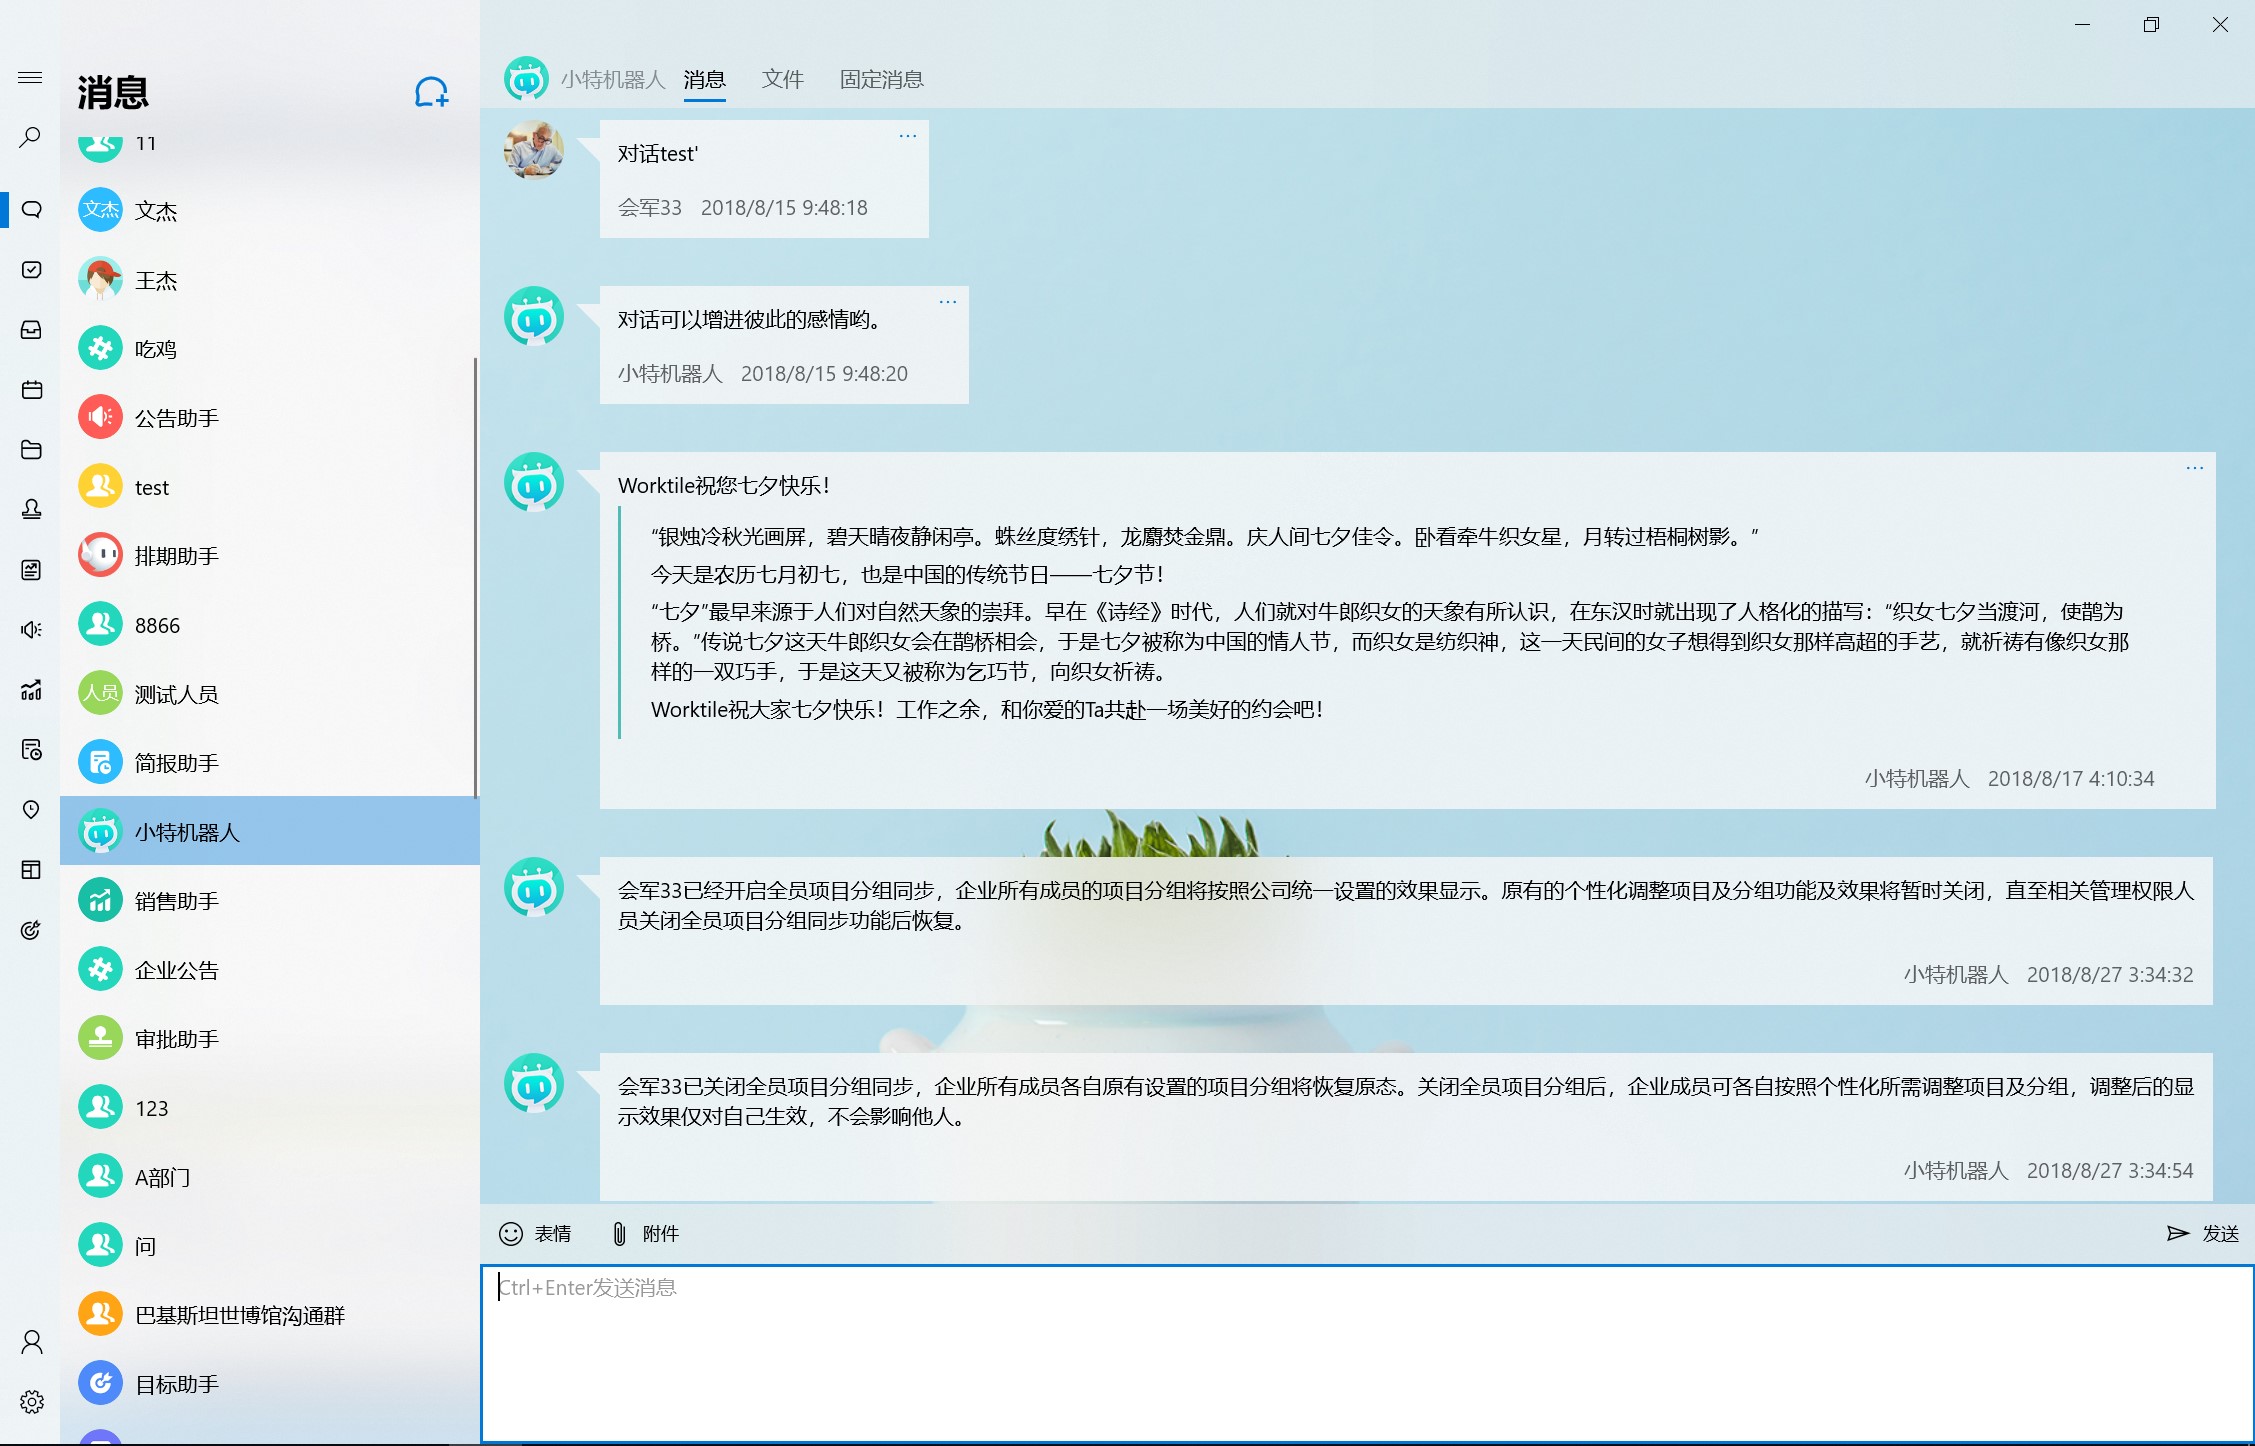 消息
11
文杰 文杰
王杰
吃鸡
公告助手
test
排期助手
8866
人员 测试人员
简报助手
小特机器人
销售助手
企业公告
审批助手
123
A部门
问
巴基斯坦世博馆沟通群
目标助手
小特机器人 消息 文件 固定消息
对话test'
会军33 2018/8/15 9:48:18
对话可以增进彼此的感情哟。
小特机器人 2018/8/15 9:48:20
Worktile祝您七夕快乐！
“银烛冷秋光画屏，碧天晴夜静闲亭。蛛丝度绣针，龙麝焚金鼎。庆人间七夕佳令。卧看牵牛织女星，月转过梧桐树影。”
今天是农历七月初七，也是中国的传统节日——七夕节！
“七夕”最早来源于人们对自然天象的崇拜。早在《诗经》时代，人们就对牛郎织女的天象有所认识，在东汉时就出现了人格化的描写：“织女七夕当渡河，使鹊为
桥。”传说七夕这天牛郎织女会在鹊桥相会，于是七夕被称为中国的情人节，而织女是纺织神，这一天民间的女子想得到织女那样高超的手艺，就祈祷有像织女那
样的一双巧手，于是这天又被称为乞巧节，向织女祈祷。
Worktile祝大家七夕快乐！工作之余，和你爱的Ta共赴一场美好的约会吧！
小特机器人 2018/8/17 4:10:34
会军33已经开启全员项目分组同步，企业所有成员的项目分组将按照公司统一设置的效果显示。原有的个性化调整项目及分组功能及效果将暂时关闭，直至相关管理权限人
员关闭全员项目分组同步功能后恢复。
小特机器人 2018/8/27 3:34:32
会军33已关闭全员项目分组同步，企业所有成员各自原有设置的项目分组将恢复原态。关闭全员项目分组后，企业成员可各自按照个性化所需调整项目及分组，调整后的显
示效果仅对自己生效，不会影响他人。
小特机器人 2018/8/27 3:34:54
表情 附件 发送
Ctrl+Enter发送消息